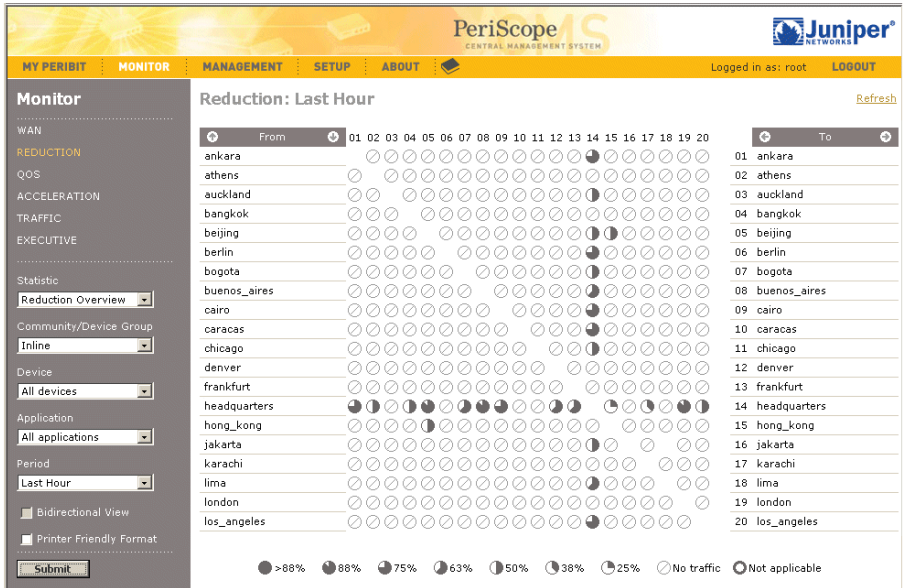 PeriScope
CENTRAL MANAGEMENT SYSTEM
Juniper®
NETWORKS
MY PERIBIT MONITOR MANAGEMENT SETUP ABOUT Logged in as: root LOGOUT
Monitor
WAN
REDUCTION
QOS
ACCELERATION
TRAFFIC
EXECUTIVE
Statistic
Reduction Overview
Community/Device Group
Inline
Device
All devices
Application
All applications
Period
Last Hour
Bidirectional View
Printer Friendly Format
Submit
Reduction: Last Hour Refresh
From 01 02 03 04 05 06 07 08 09 10 11 12 13 14 15 16 17 18 19 20 To
ankara 01 ankara
athens 02 athens
auckland 03 auckland
bangkok 04 bangkok
beijing 05 beijing
berlin 06 berlin
bogota 07 bogota
buenos_aires 08 buenos_aires
cairo 09 cairo
caracas 10 caracas
chicago 11 chicago
denver 12 denver
frankfurt 13 frankfurt
headquarters 14 headquarters
hong_kong 15 hong_kong
jakarta 16 jakarta
karachi 17 karachi
lima 18 lima
london 19 london
los_angeles 20 los_angeles
>88% 88% 75% 63% 50% 38% 25% No traffic Not applicable